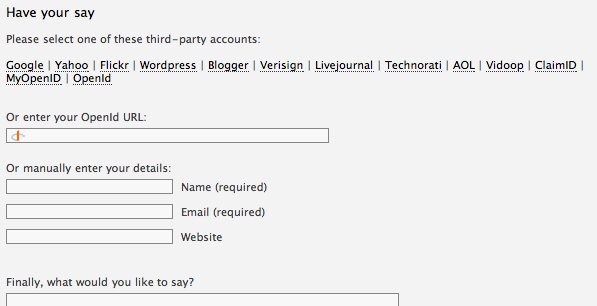 Have your say
Please select one of these third-party accounts:
Google | Yahoo | Flickr | Wordpress | Blogger | Verisign | Livejournal | Technorati | AOL | Vidoop | ClaimID |
MyOpenID | OpenId
Or enter your OpenId URL:
Or manually enter your details:
Name (required)
Email (required)
Website
Finally, what would you like to say?